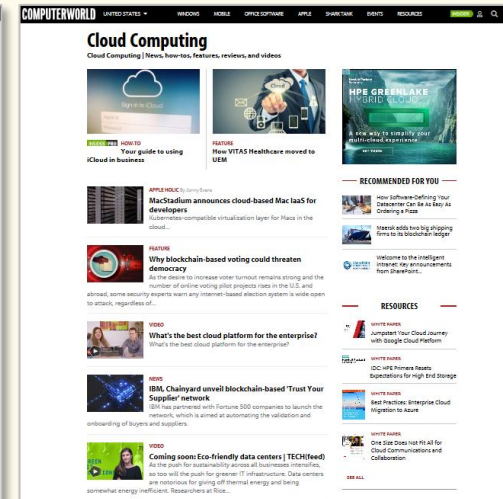 COMPUTERWORLD UNITED STATES WINDOWS MOBILE OFFICE SOFTWARE APPLE SHARK TANK EVENTS RESOURCES INSIDER
Cloud Computing
Cloud Computing | News, how-tos, features, reviews, and videos
Sign in to iCloud
Cloud
INSIDER PRO HOW-TO
Your guide to using
iCloud in business
FEATURE
How VITAS Healthcare moved to
UEM
HPE GREENLAKE
HYBRID CLOUD
A new way to simplify your
multi-cloud experience
APPLE HOLIC By Jonny Evans
MacStadium announces cloud-based Mac IaaS for
developers
Kubernetes-compatible virtualization layer for Macs in the
cloud...
FEATURE
Why blockchain-based voting could threaten
democracy
As the desire to increase voter turnout remains strong and the
number of online voting pilot projects rises in the U.S. and
abroad, some security experts warn any internet-based election system is wide open
to attack, regardless of...
VIDEO
What's the best cloud platform for the enterprise?
What's the best cloud platform for the enterprise?
NEWS
IBM, Chainyard unveil blockchain-based 'Trust Your
Supplier' network
IBM has partnered with Fortune 500 companies to launch the
network, which is aimed at automating the validation and
onboarding of buyers and suppliers.
VIDEO
Coming soon: Eco-friendly data centers | TECH(feed)
As the push for sustainability across all businesses intensifies,
so too will the push for greener IT infrastructure. Data centers
are notorious for giving off thermal energy and being
somewhat energy inefficient. Researchers at Rice...
RECOMMENDED FOR YOU
How Software-Defining Your
Datacenter Can Be As Easy As
Ordering a Pizza
Maersk adds two big shipping
firms to its blockchain ledger
Welcome to the intelligent
intranet: Key announcements
from SharePoint...
RESOURCES
WHITE PAPER
Jumpstart Your Cloud Journey
with Google Cloud Platform
WHITE PAPER
IDC: HPE Primera Resets
Expectations for High End Storage
WHITE PAPER
Best Practices: Enterprise Cloud
Migration to Azure
WHITE PAPER
One Size Does Not Fit All for
Cloud Communications and
Collaboration
SEE ALL